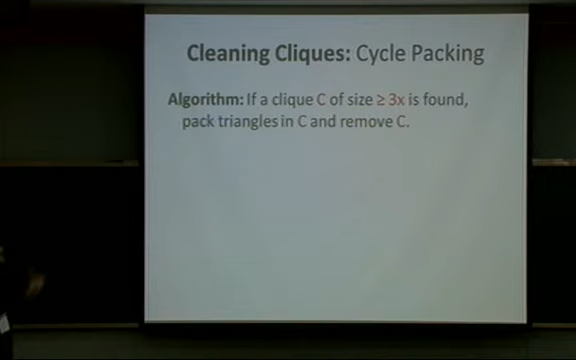 Cleaning Cliques: Cycle Packing
Algorithm: If a clique C of size ≥ 3x is found,
pack triangles in C and remove C.